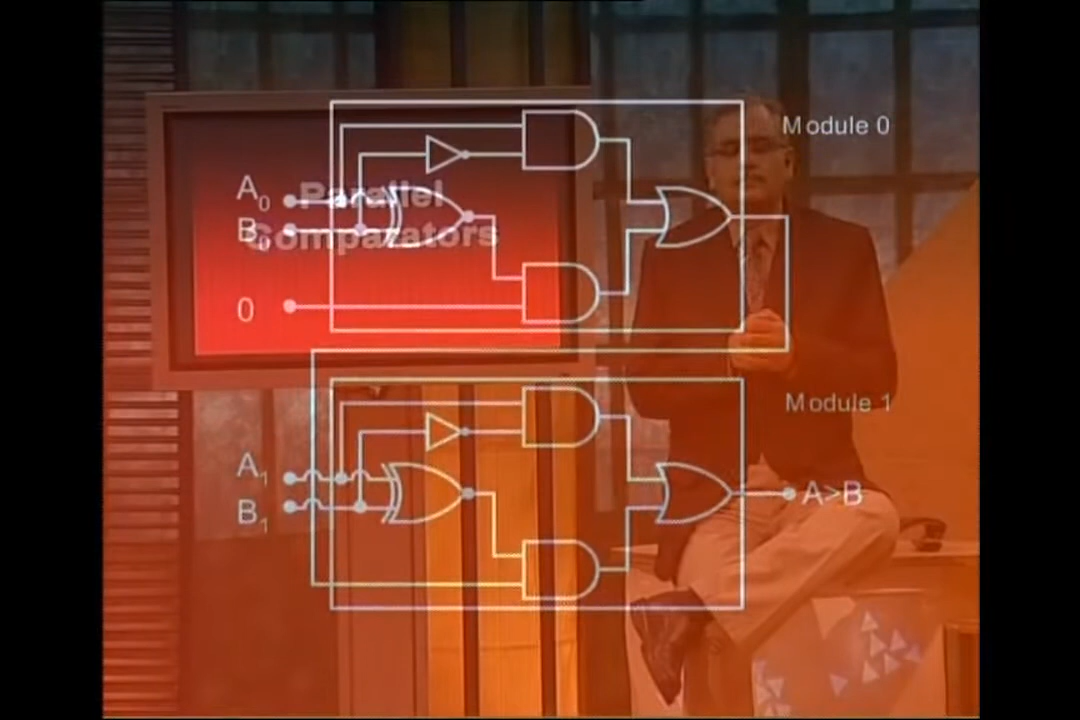 Module 0
A0
Parallel
B0
Comparators
0
Module 1
A1
B1
A>B